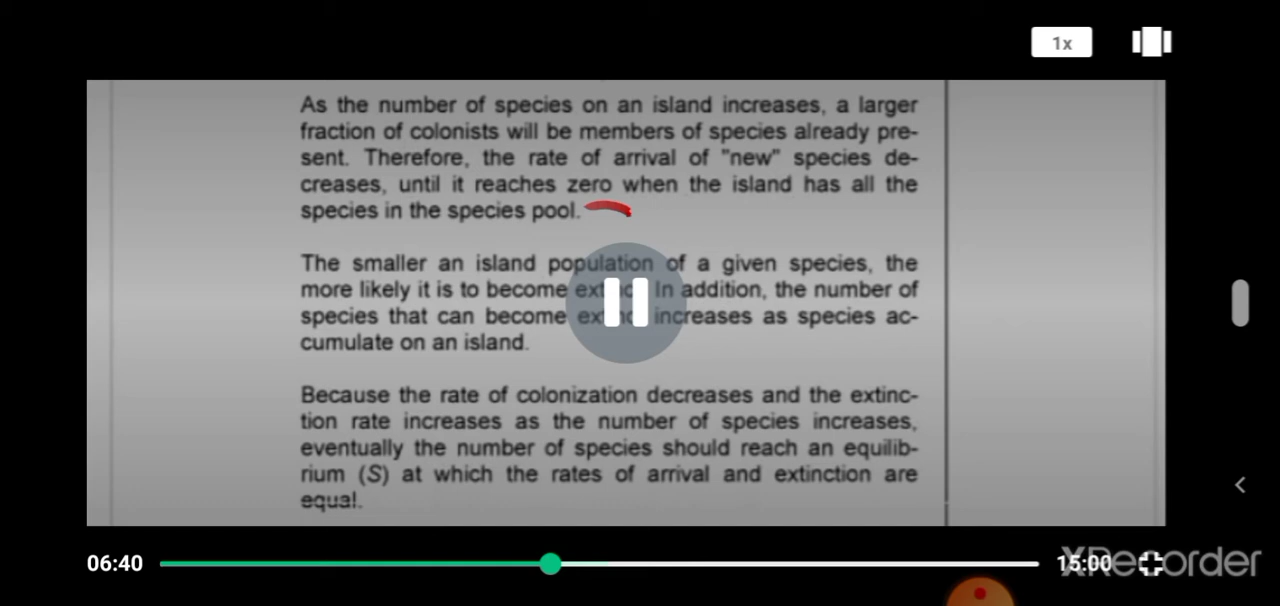 1x
As the number of species on an island increases, a larger
fraction of colonists will be members of species already pre-
sent. Therefore, the rate of arrival of "new" species de-
creases, until it reaches zero when the island has all the
species in the species pool.
The smaller an island population of a given species, the
more likely it is to become extinct. In addition, the number of
species that can become extinct increases as species ac-
cumulate on an island.
Because the rate of colonization decreases and the extinc-
tion rate increases as the number of species increases,
eventually the number of species should reach an equilib-
rium (S) at which the rates of arrival and extinction are
equal.
06:40
15:00
XRecorder